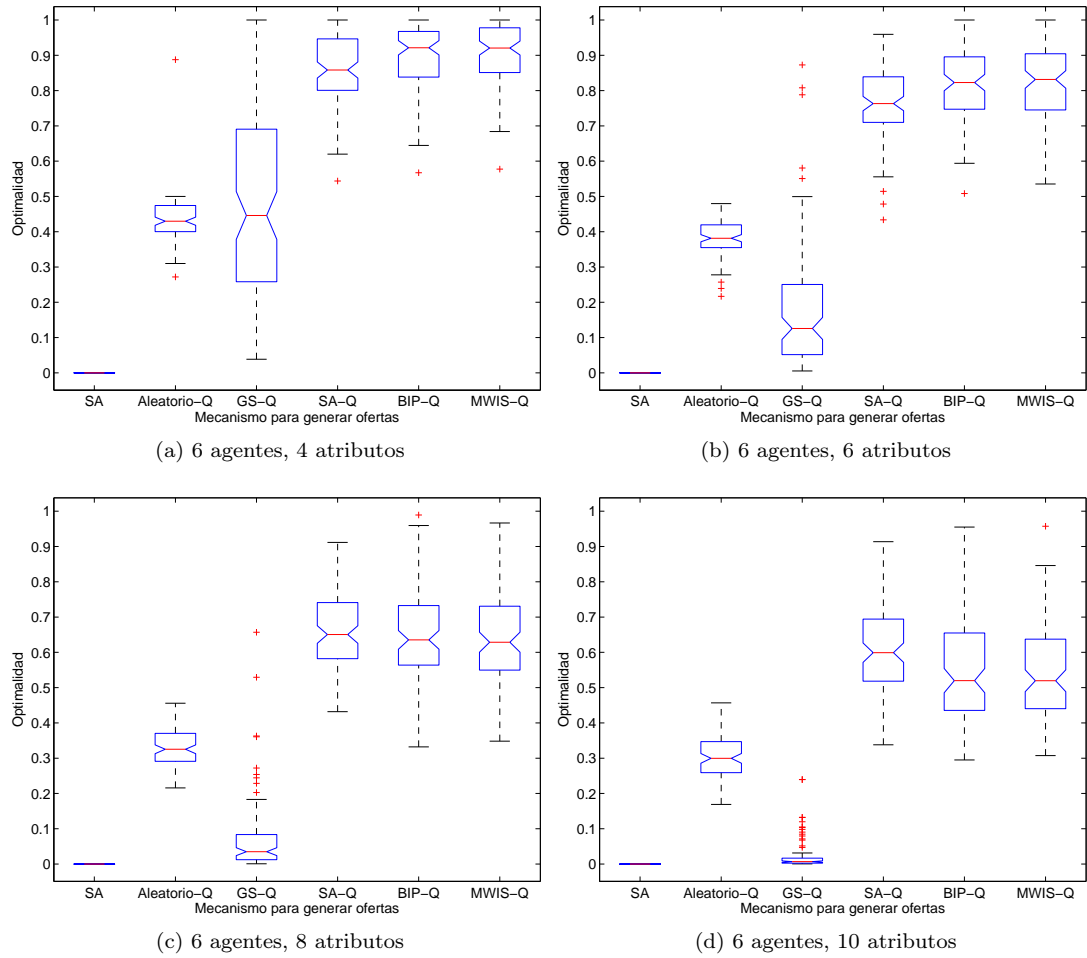 1
0.9
0.8
0.7
0.6
0.5
0.4
0.3
0.2
0.1
0
Optimalidad
SA Aleatorio-Q GS-Q SA-Q BIP-Q MWIS-Q
Mecanismo para generar ofertas
(a) 6 agentes, 4 atributos
1
0.9
0.8
0.7
0.6
0.5
0.4
0.3
0.2
0.1
0
Optimalidad
SA Aleatorio-Q GS-Q SA-Q BIP-Q MWIS-Q
Mecanismo para generar ofertas
(b) 6 agentes, 6 atributos
1
0.9
0.8
0.7
0.6
0.5
0.4
0.3
0.2
0.1
0
Optimalidad
SA Aleatorio-Q GS-Q SA-Q BIP-Q MWIS-Q
Mecanismo para generar ofertas
(c) 6 agentes, 8 atributos
1
0.9
0.8
0.7
0.6
0.5
0.4
0.3
0.2
0.1
0
Optimalidad
SA Aleatorio-Q GS-Q SA-Q BIP-Q MWIS-Q
Mecanismo para generar ofertas
(d) 6 agentes, 10 atributos